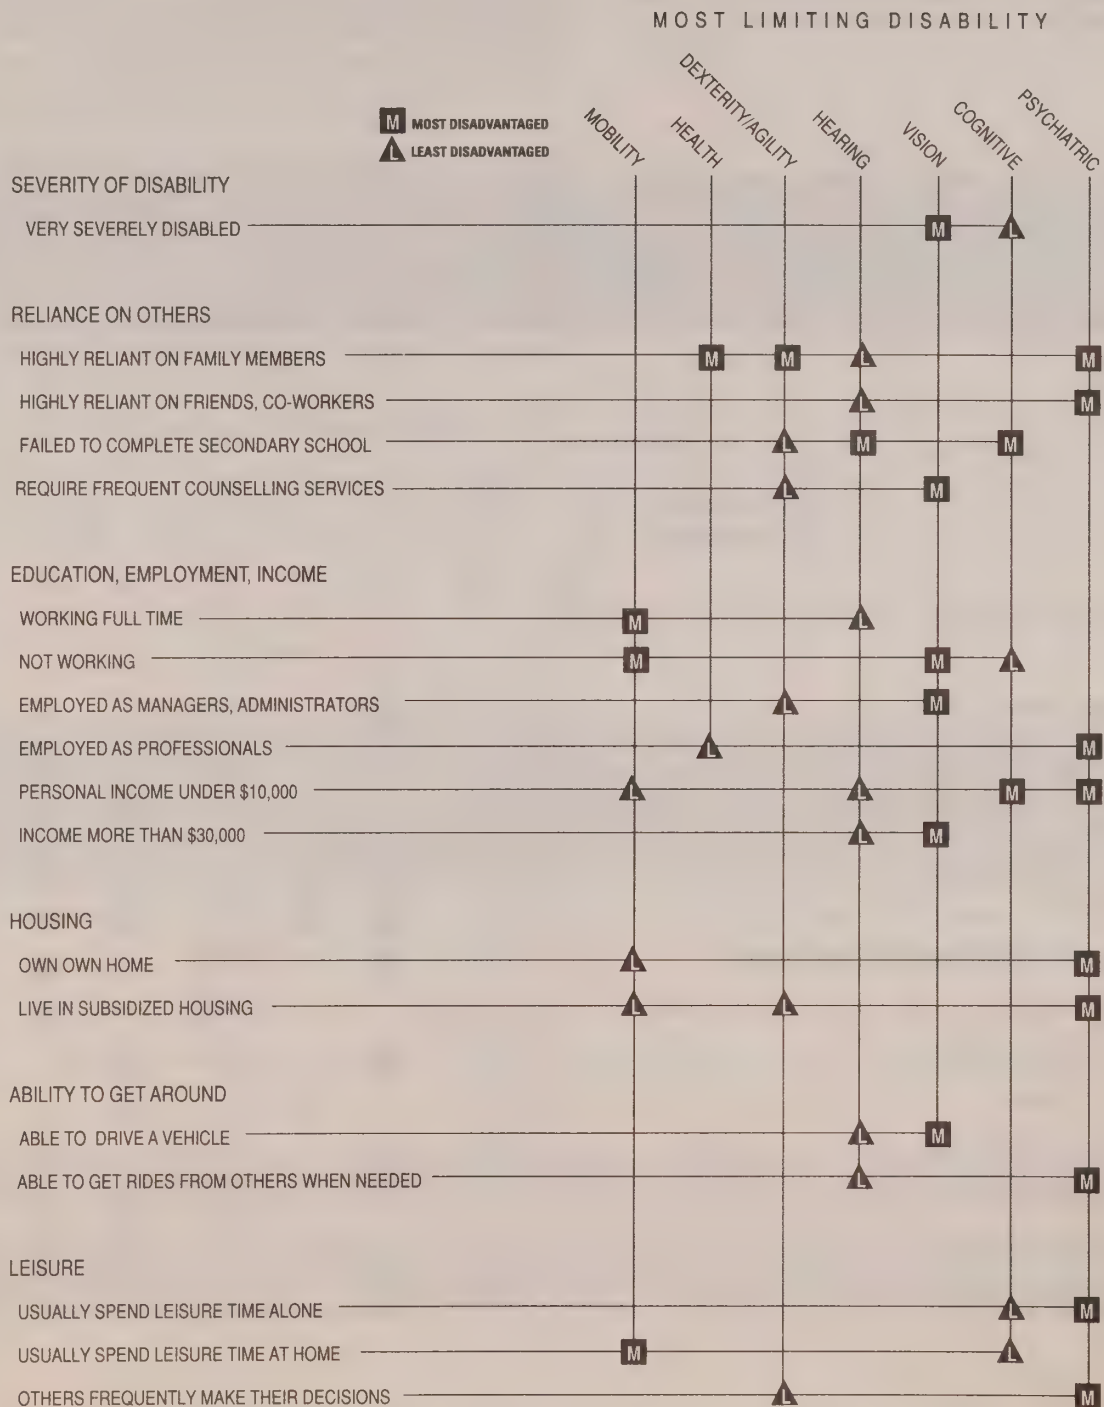 MOST LIMITING DISABILITY
M MOST DISADVANTAGED
L LEAST DISADVANTAGED
MOBILITY
HEALTH
DEXTERITY/AGILITY
HEARING
VISION
COGNITIVE
PSYCHIATRIC
SEVERITY OF DISABILITY
VERY SEVERELY DISABLED M L
RELIANCE ON OTHERS
HIGHLY RELIANT ON FAMILY MEMBERS M M L M
HIGHLY RELIANT ON FRIENDS, CO-WORKERS L M
FAILED TO COMPLETE SECONDARY SCHOOL L M M
REQUIRE FREQUENT COUNSELLING SERVICES L M
EDUCATION, EMPLOYMENT, INCOME
WORKING FULL TIME M L
NOT WORKING M M L
EMPLOYED AS MANAGERS, ADMINISTRATORS L M
EMPLOYED AS PROFESSIONALS L M
PERSONAL INCOME UNDER $10,000 L L M M
INCOME MORE THAN $30,000 L M
HOUSING
OWN OWN HOME L M
LIVE IN SUBSIDIZED HOUSING L L M
ABILITY TO GET AROUND
ABLE TO DRIVE A VEHICLE L M
ABLE TO GET RIDES FROM OTHERS WHEN NEEDED L M
LEISURE
USUALLY SPEND LEISURE TIME ALONE L M
USUALLY SPEND LEISURE TIME AT HOME M L
OTHERS FREQUENTLY MAKE THEIR DECISIONS L M